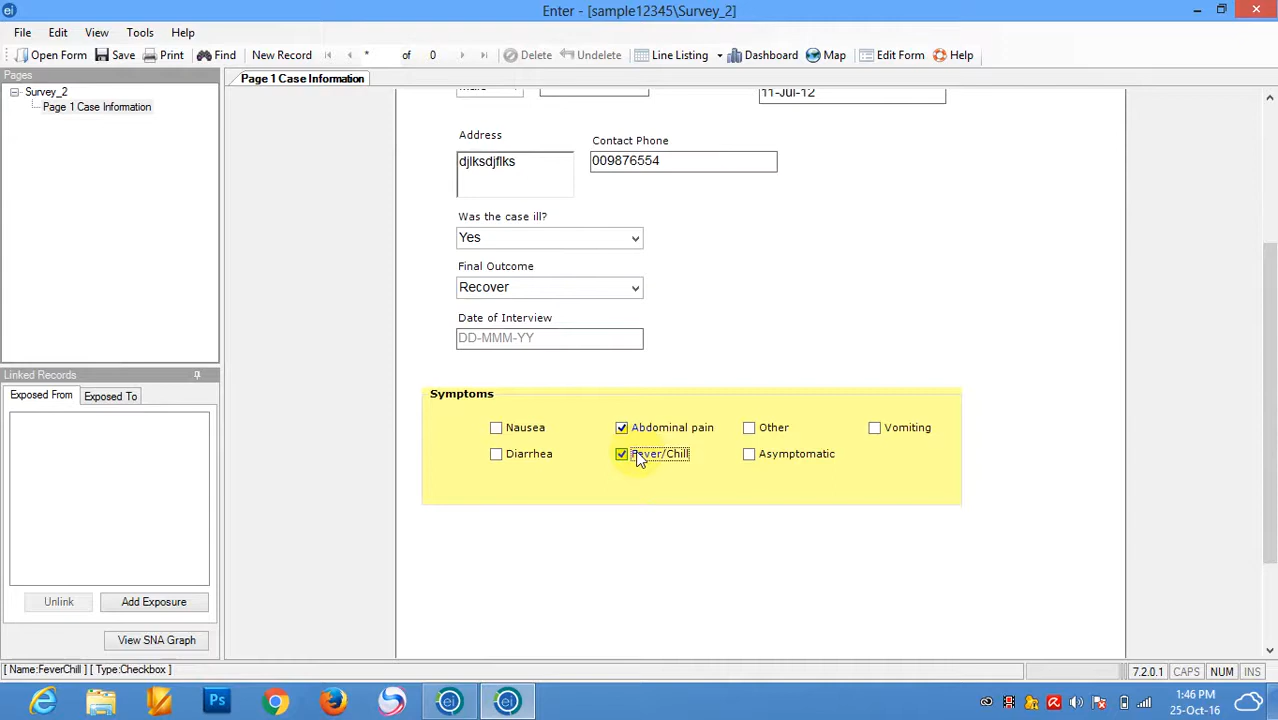 ei
Enter - [sample12345\Survey_2]
File Edit View Tools Help
Open Form Save Print Find New Record * of 0 Delete Undelete Line Listing Dashboard Map Edit Form Help
Pages
Survey_2
Page 1 Case Information
Page 1 Case Information
11-Jul-12
Address
Contact Phone
djlksdjflks
009876554
Was the case ill?
Yes
Final Outcome
Recover
Date of Interview
DD-MMM-YY
Symptoms
Nausea Abdominal pain Other Vomiting
Diarrhea Fever/Chill Asymptomatic
Linked Records
Exposed From Exposed To
Unlink Add Exposure
View SNA Graph
[ Name:FeverChill ] [ Type:Checkbox ]
7.2.0.1 CAPS NUM INS
Ps ei ei
1:46 PM
25-Oct-16